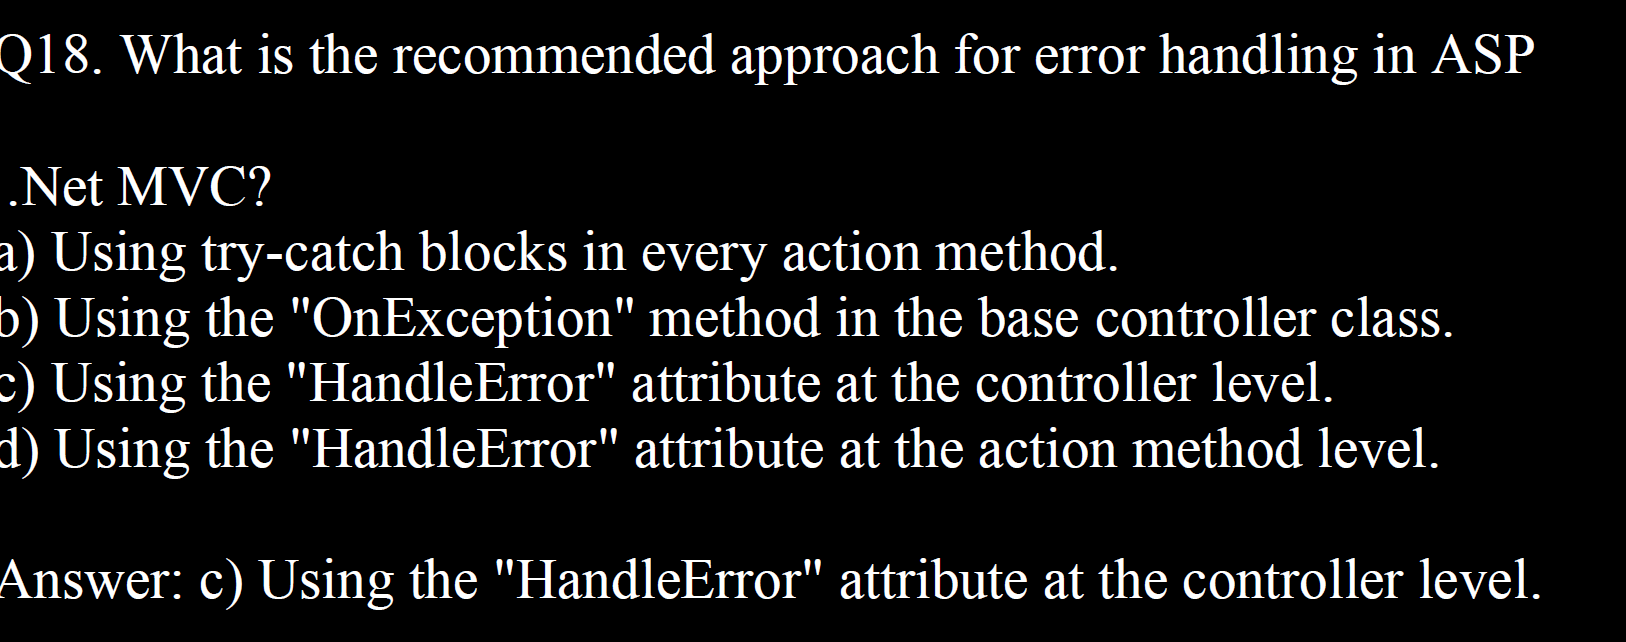 Q18. What is the recommended approach for error handling in ASP
.Net MVC?
a) Using try-catch blocks in every action method.
b) Using the "OnException" method in the base controller class.
c) Using the "HandleError" attribute at the controller level.
d) Using the "HandleError" attribute at the action method level.
Answer: c) Using the "HandleError" attribute at the controller level.